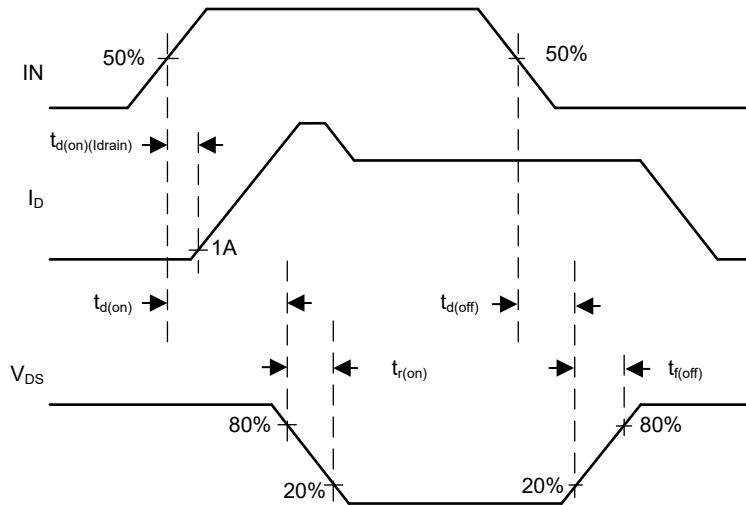 50%
50%
IN
t_d(on)(Idrain)
I_D
1A
t_d(on)
t_d(off)
t_r(on)
t_f(off)
V_DS
80%
80%
20%
20%